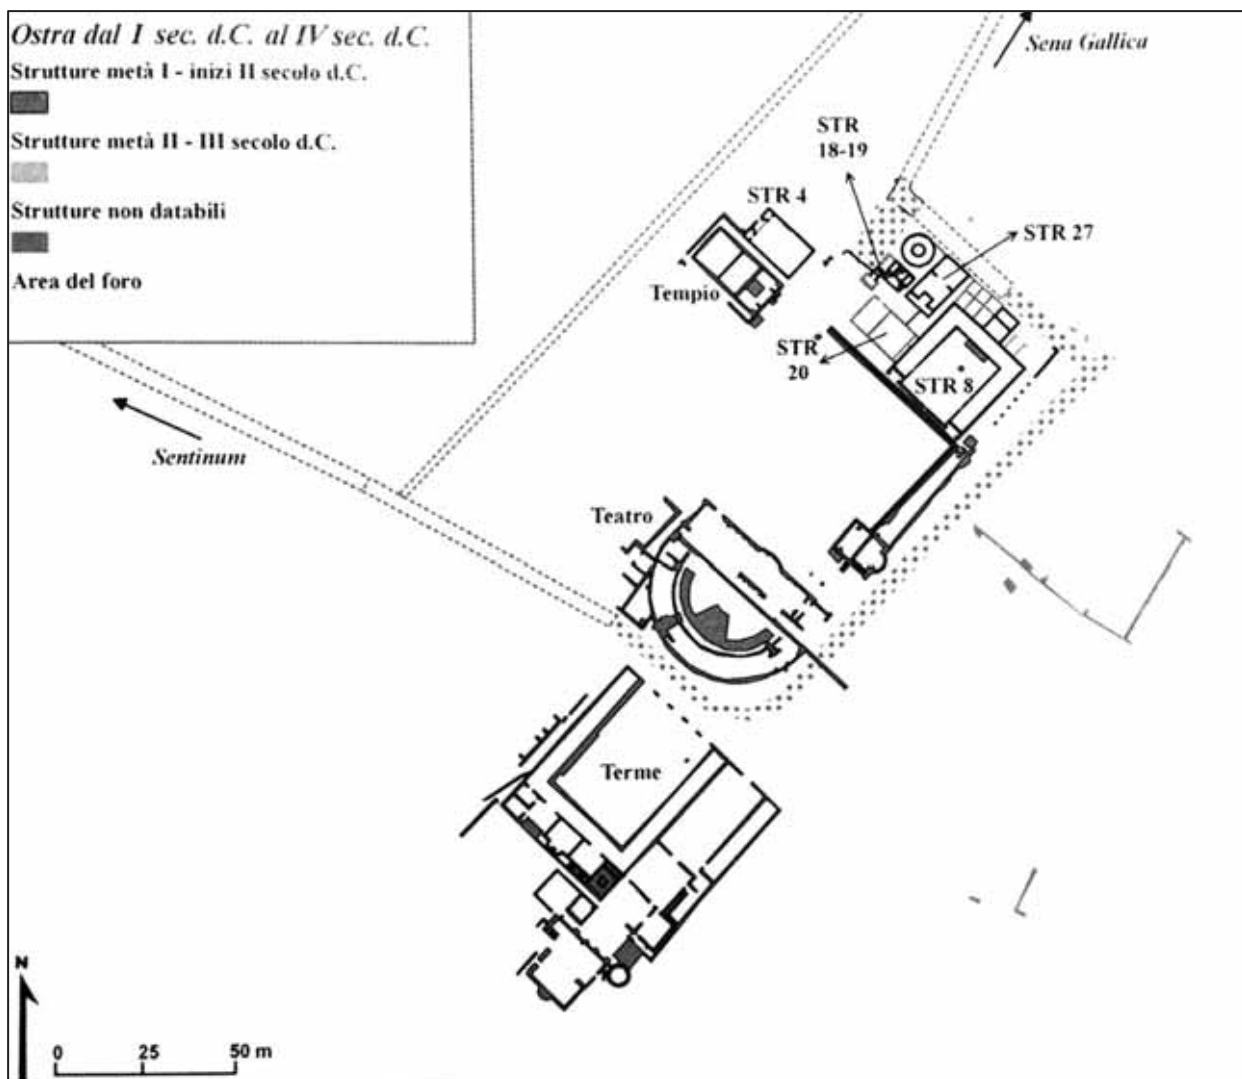 Ostra dal I sec. d.C. al IV sec. d.C.
Strutture metà I - inizi II secolo d.C.
Strutture metà II - III secolo d.C.
Strutture non databili
Area del foro
Sena Gallica
STR
18-19
STR 4
STR 27
Tempio
STR
20
STR 8
Sentinum
Teatro
Terme
N
0 25 50 m